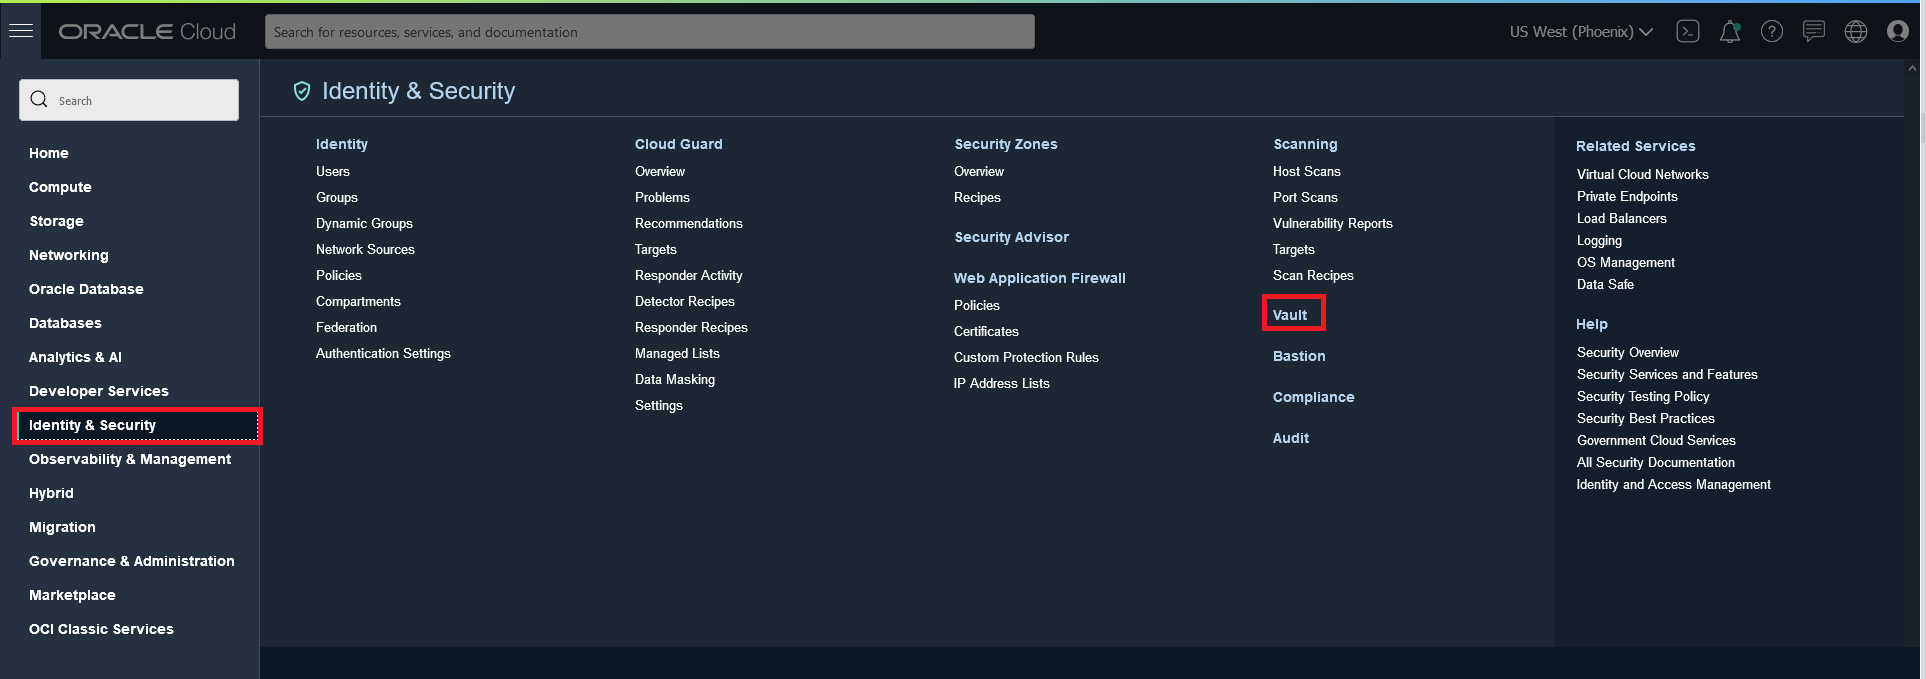 ORACLE Cloud
Search for resources, services, and documentation
US West (Phoenix)
Search
Home
Compute
Storage
Networking
Oracle Database
Databases
Analytics & AI
Developer Services
Identity & Security
Observability & Management
Hybrid
Migration
Governance & Administration
Marketplace
OCI Classic Services
Identity & Security
Identity
Users
Groups
Dynamic Groups
Network Sources
Policies
Compartments
Federation
Authentication Settings
Cloud Guard
Overview
Problems
Recommendations
Targets
Responder Activity
Detector Recipes
Responder Recipes
Managed Lists
Data Masking
Settings
Security Zones
Overview
Recipes
Security Advisor
Web Application Firewall
Policies
Certificates
Custom Protection Rules
IP Address Lists
Scanning
Host Scans
Port Scans
Vulnerability Reports
Targets
Scan Recipes
Vault
Bastion
Compliance
Audit
Related Services
Virtual Cloud Networks
Private Endpoints
Load Balancers
Logging
OS Management
Data Safe
Help
Security Overview
Security Services and Features
Security Testing Policy
Security Best Practices
Government Cloud Services
All Security Documentation
Identity and Access Management